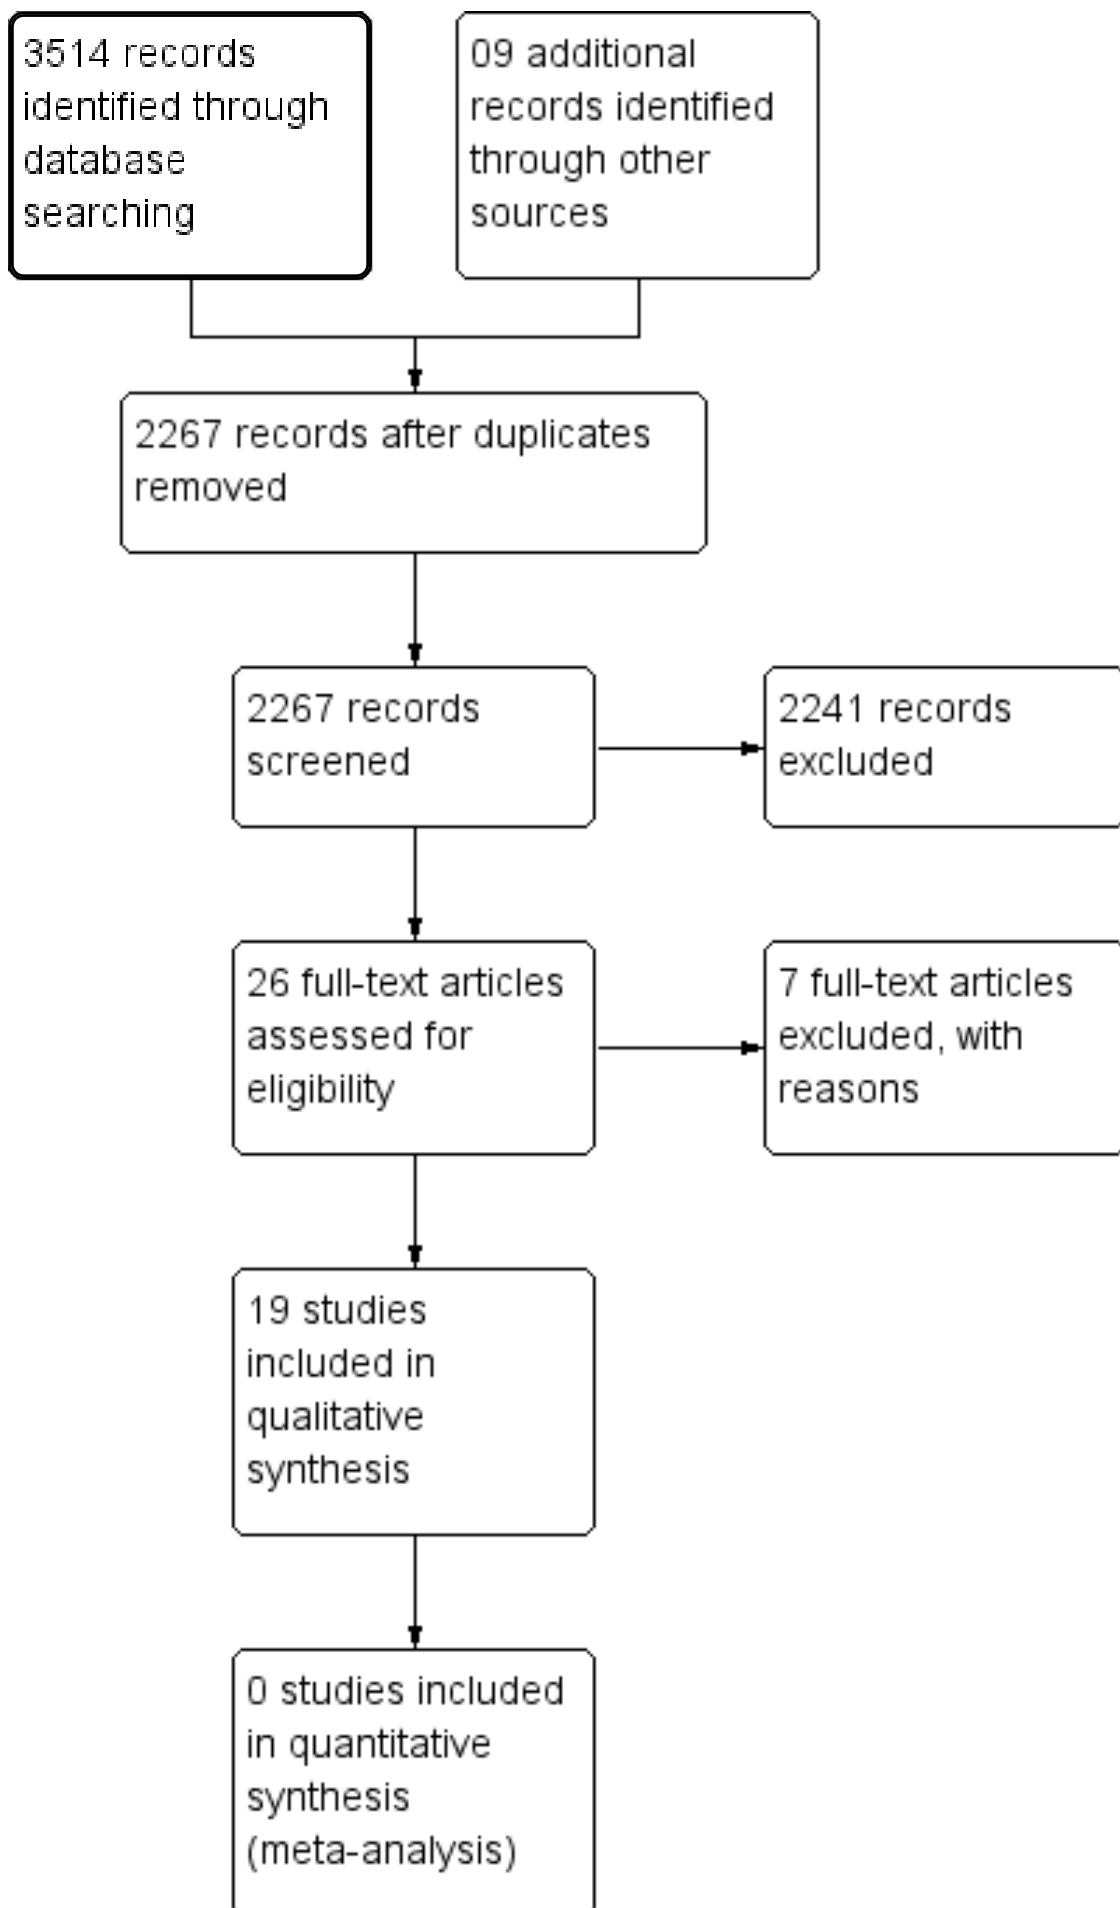 3514 records
identified through
database
searching
09 additional
records identified
through other
sources
2267 records after duplicates
removed
2267 records
screened
2241 records
excluded
26 full-text articles
assessed for
eligibility
7 full-text articles
excluded, with
reasons
19 studies
included in
qualitative
synthesis
0 studies included
in quantitative
synthesis
(meta-analysis)